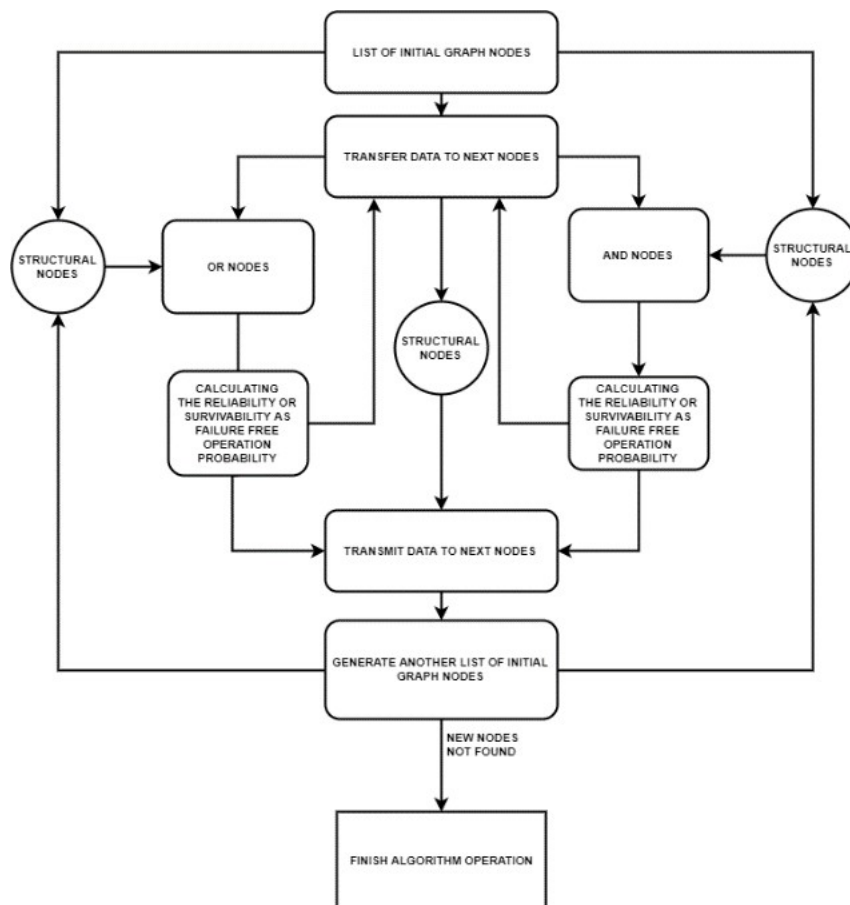 LIST OF INITIAL GRAPH NODES
TRANSFER DATA TO NEXT NODES
STRUCTURAL
NODES
OR NODES
AND NODES
STRUCTURAL
NODES
STRUCTURAL
NODES
CALCULATING
THE RELIABILITY OR
SURVIVABILITY AS
FAILURE FREE
OPERATION
PROBABILITY
CALCULATING
THE RELIABILITY OR
SURVIVABILITY AS
FAILURE FREE
OPERATION
PROBABILITY
TRANSMIT DATA TO NEXT NODES
GENERATE ANOTHER LIST OF INITIAL
GRAPH NODES
NEW NODES
NOT FOUND
FINISH ALGORITHM OPERATION